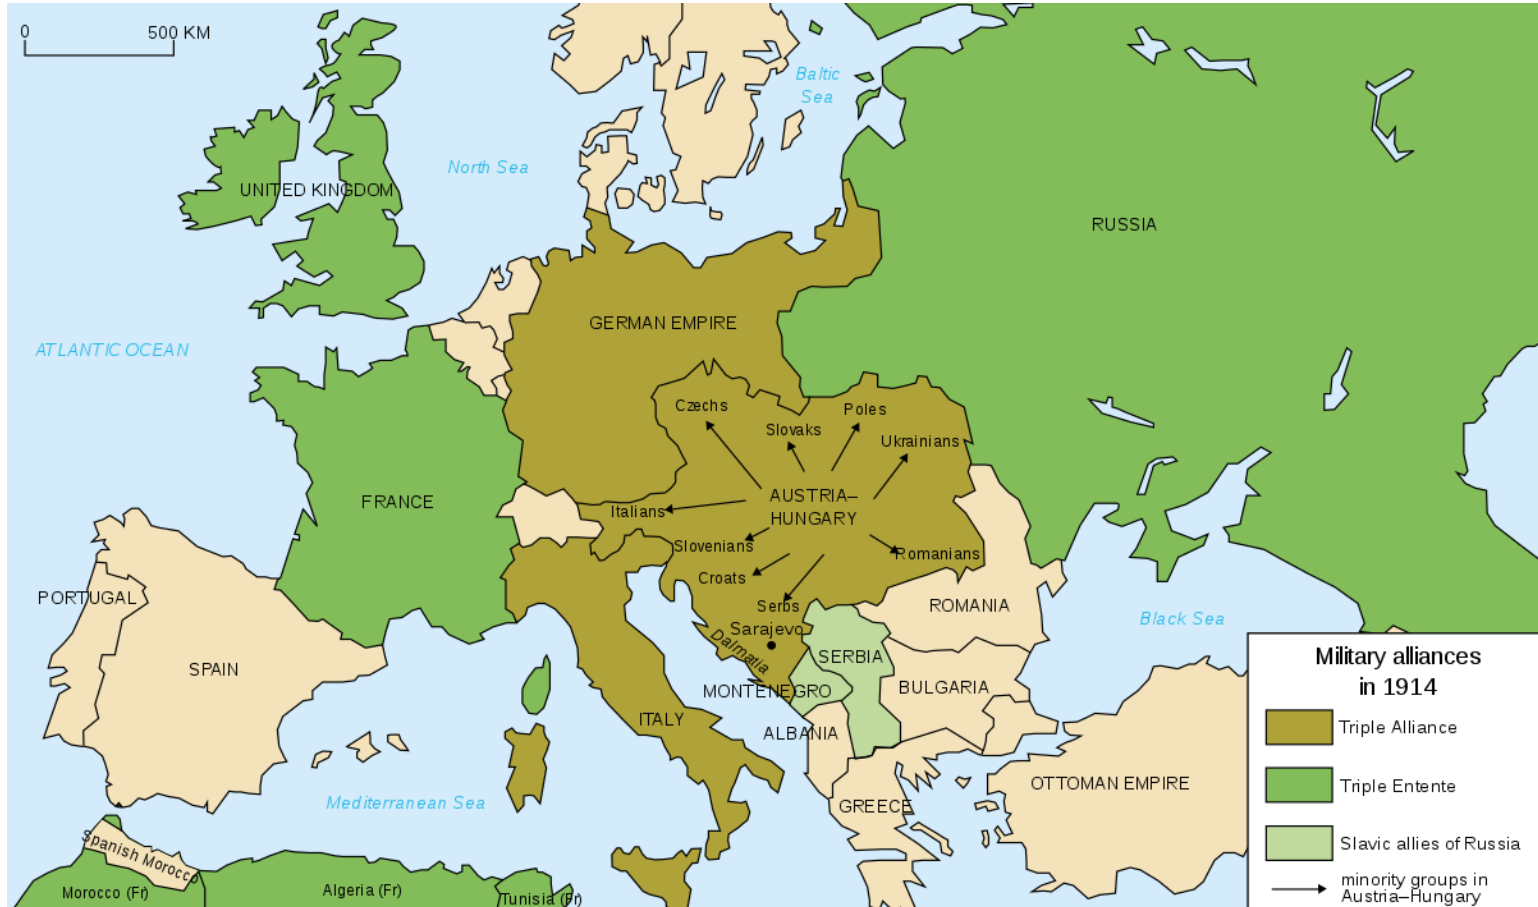 0 500 KM
Baltic
Sea
North Sea
UNITED KINGDOM
RUSSIA
GERMAN EMPIRE
ATLANTIC OCEAN
Czechs
Poles
Slovaks
Ukrainians
FRANCE
AUSTRIA–
HUNGARY
Italians
Slovenians
Romanians
Croats
PORTUGAL
Serbs
ROMANIA
Black Sea
Sarajevo
Dalmatia
SERBIA
SPAIN
MONTENEGRO
BULGARIA
ITALY
ALBANIA
OTTOMAN EMPIRE
Mediterranean Sea
GREECE
Spanish Morocco
Morocco (Fr)
Algeria (Fr)
Tunisia (Fr)
Military alliances
in 1914
Triple Alliance
Triple Entente
Slavic allies of Russia
minority groups in
Austria–Hungary